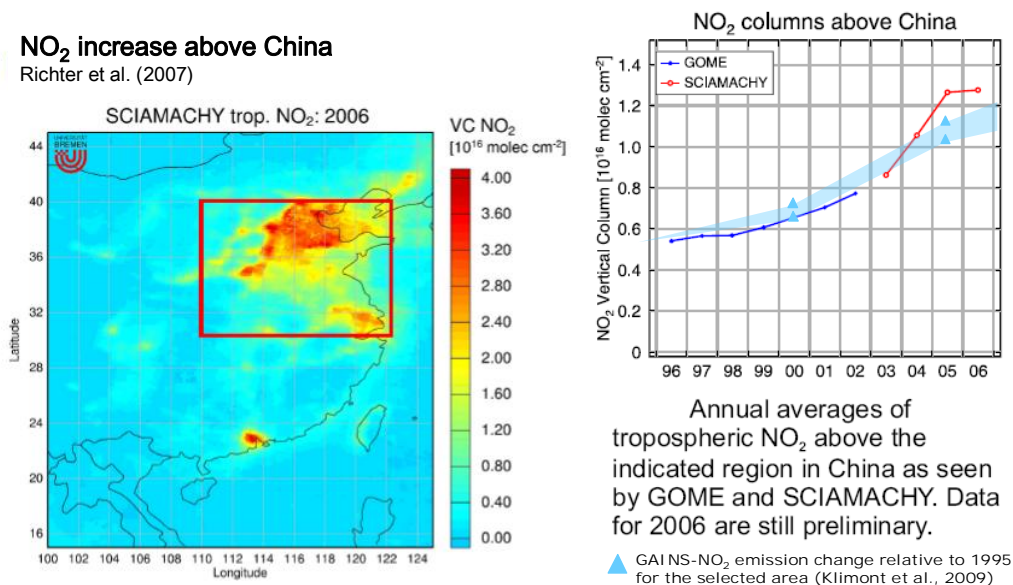 NO2 increase above China
Richter et al. (2007)
SCIAMACHY trop. NO2: 2006
UNIVERSITÄT
BREMEN
VC NO2
[10^16 molec cm^-2]
4.00
3.60
3.20
2.80
2.40
2.00
1.60
1.20
0.80
0.40
0.00
44
40
36
32
28
24
20
16
Latitude
100 102 104 106 108 110 112 114 116 118 120 122 124
Longitude
NO2 columns above China
GOME
SCIAMACHY
NO2 Vertical Column [10^16 molec cm^-2]
1.4
1.2
1.0
0.8
0.6
0.4
0.2
0
96 97 98 99 00 01 02 03 04 05 06
Annual averages of
tropospheric NO2 above the
indicated region in China as seen
by GOME and SCIAMACHY. Data
for 2006 are still preliminary.
GAINS-NO2 emission change relative to 1995
for the selected area (Klimont et al., 2009)